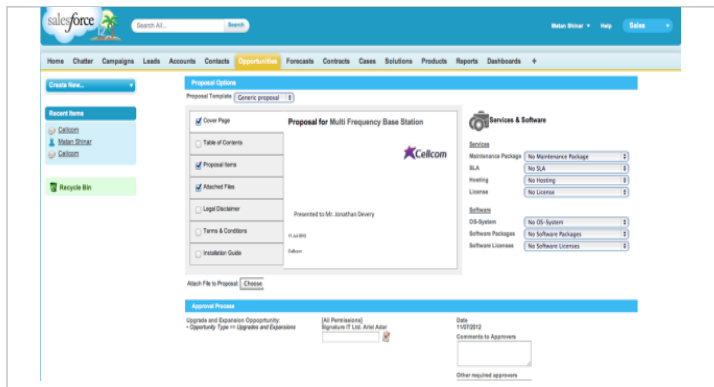 salesforce
Search All...
Search
Matan Shinar
Help
Sales
Home Chatter Campaigns Leads Accounts Contacts Opportunities Forecasts Contracts Cases Solutions Products Reports Dashboards +
Create New...
Recent Items
Cellcom
Matan Shinar
Cellcom
Recycle Bin
Proposal Options
Proposal Template Generic proposal
Cover Page
Table of Contents
Proposal Items
Attached Files
Legal Disclaimer
Terms & Conditions
Installation Guide
Proposal for Multi Frequency Base Station
Cellcom
Presented to Mr. Jonathan Devery
11 Jul 2012
Cellcom
Services & Software
Services
Maintenance Package No Maintenance Package
SLA No SLA
Hosting No Hosting
License No License
Software
OS-System No OS-System
Software Packages No Software Packages
Software Licenses No Software Licenses
Attach File to Proposal Choose
Approval Process
Upgrade and Expansion Oppoprtunity:
• Opportunity Type == Upgrades and Expansions
[All Permissions]
Signature IT Ltd. Ariel Adar
Date
11/07/2012
Comments to Approvers
Other required approvers